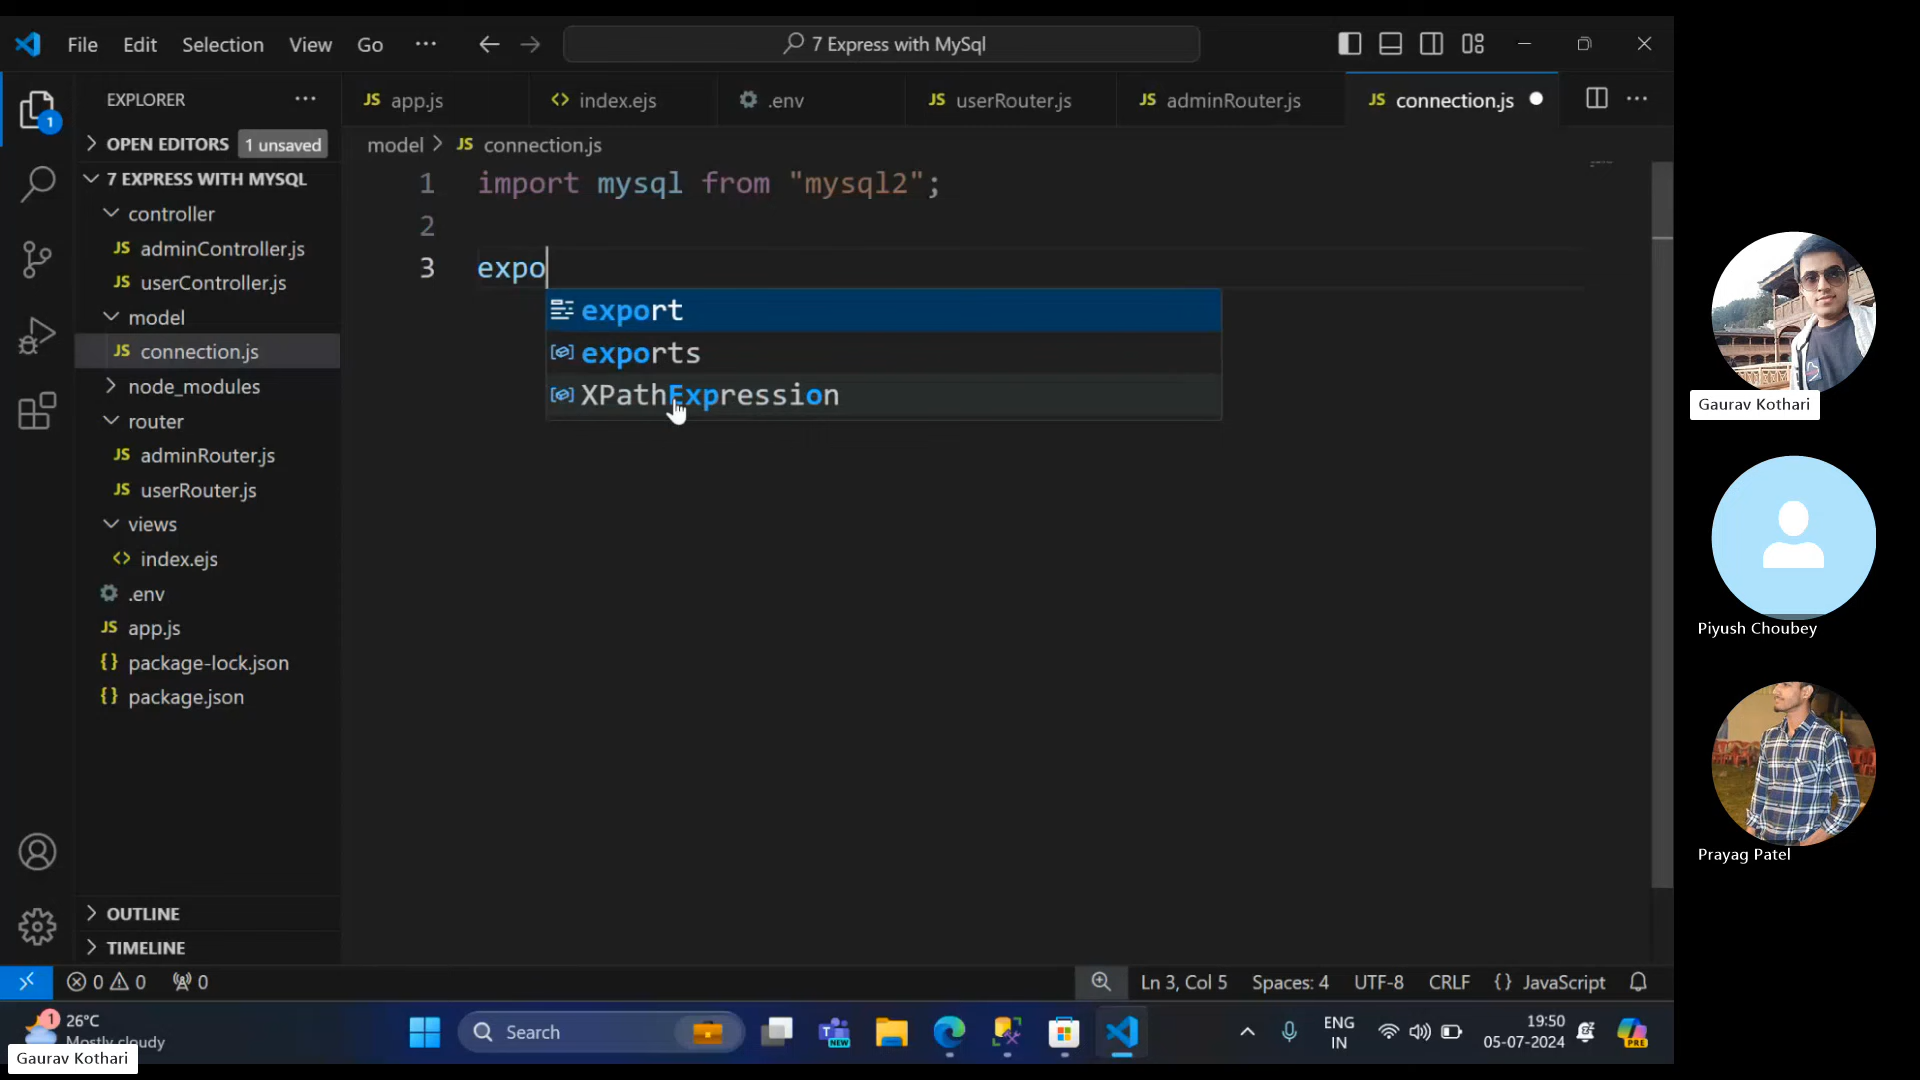 File Edit Selection View Go ··· 7 Express with MySql
EXPLORER ···
OPEN EDITORS 1 unsaved
7 EXPRESS WITH MYSQL
controller
JS adminController.js
JS userController.js
model
JS connection.js
node_modules
router
JS adminRouter.js
JS userRouter.js
views
<> index.ejs
.env
JS app.js
{} package-lock.json
{} package.json
OUTLINE
TIMELINE
JS app.js <> index.ejs .env JS userRouter.js JS adminRouter.js JS connection.js
model > JS connection.js
1 import mysql from "mysql2";
2
3 expo
export
exports
XPathExpression
1
0 0 0 Ln 3, Col 5 Spaces: 4 UTF-8 CRLF {} JavaScript
1 26°C
Mostly cloudy
Search
NEW
ENG
IN
19:50
05-07-2024
PRE
Gaurav Kothari
Gaurav Kothari
Piyush Choubey
Prayag Patel